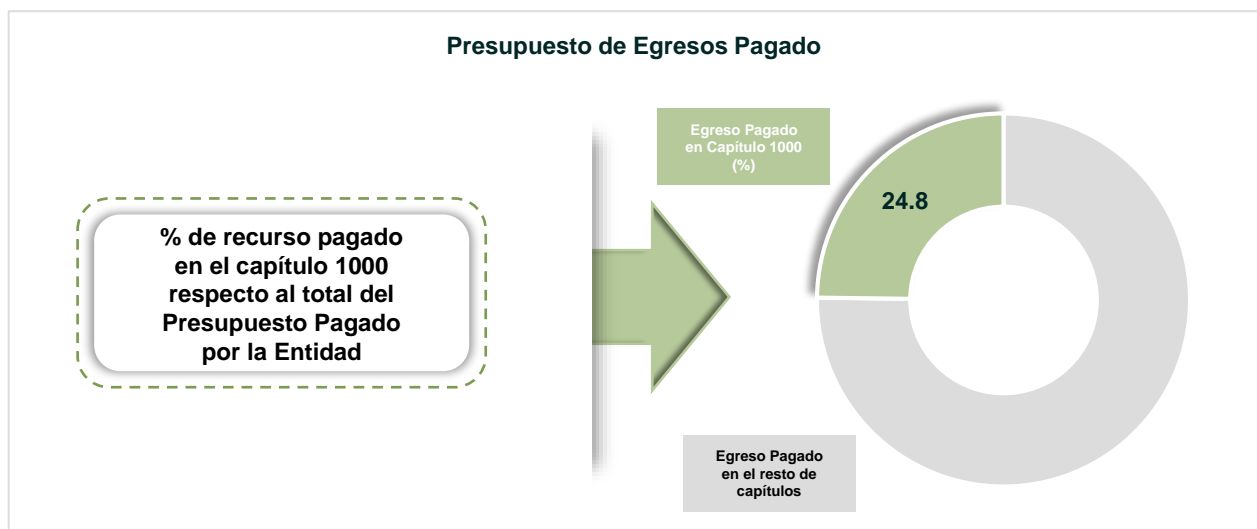 Presupuesto de Egresos Pagado
% de recurso pagado
en el capítulo 1000
respecto al total del
Presupuesto Pagado
por la Entidad
Egreso Pagado
en Capítulo 1000
(%)
24.8
Egreso Pagado
en el resto de
capítulos